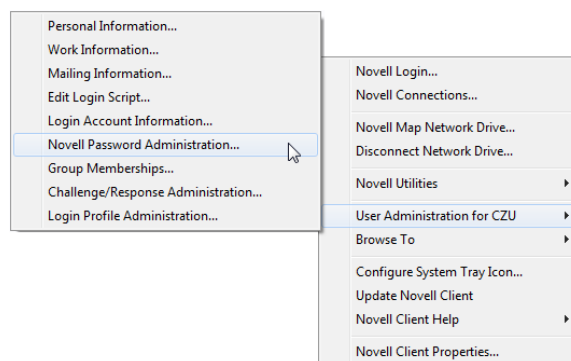 Personal Information...
Work Information...
Mailing Information...
Edit Login Script...
Login Account Information...
Novell Password Administration...
Group Memberships...
Challenge/Response Administration...
Login Profile Administration...
Novell Login...
Novell Connections...
Novell Map Network Drive...
Disconnect Network Drive...
Novell Utilities
User Administration for CZU
Browse To
Configure System Tray Icon...
Update Novell Client
Novell Client Help
Novell Client Properties...